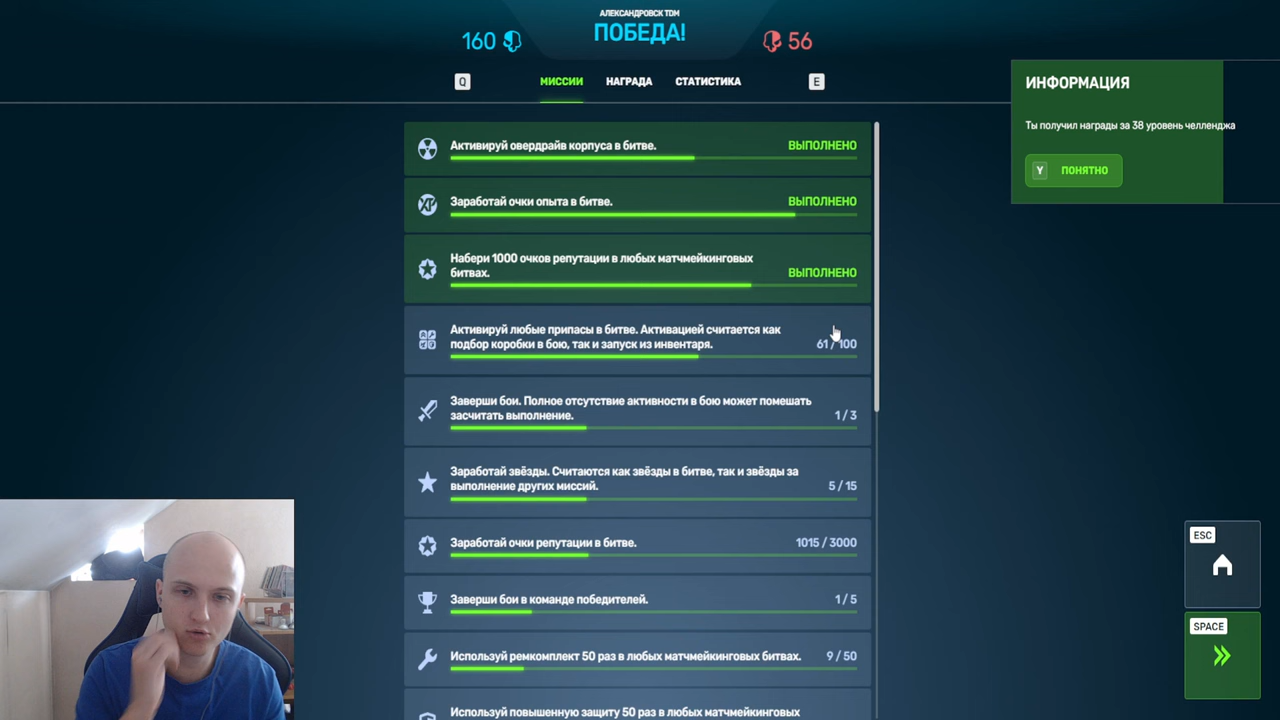 АЛЕКСАНДРОВСК TDM
ПОБЕДА!
160
56
Q
МИССИИ
НАГРАДА
СТАТИСТИКА
E
ИНФОРМАЦИЯ
Ты получил награды за 38 уровень челленджа
Y ПОНЯТНО
Активируй овердрайв корпуса в битве.
ВЫПОЛНЕНО
Заработай очки опыта в битве.
ВЫПОЛНЕНО
Набери 1000 очков репутации в любых матчмейкинговых
битвах.
ВЫПОЛНЕНО
Активируй любые припасы в битве. Активацией считается как
подбор коробки в бою, так и запуск из инвентаря.
61 / 100
Заверши бои. Полное отсутствие активности в бою может помешать
засчитать выполнение.
1 / 3
Заработай звёзды. Считаются как звёзды в битве, так и звёзды за
выполнение других миссий.
5 / 15
Заработай очки репутации в битве.
1015 / 3000
Заверши бои в команде победителей.
1 / 5
Используй ремкомплект 50 раз в любых матчмейкинговых битвах.
9 / 50
Используй повышенную защиту 50 раз в любых матчмейкинговых
ESC
SPACE